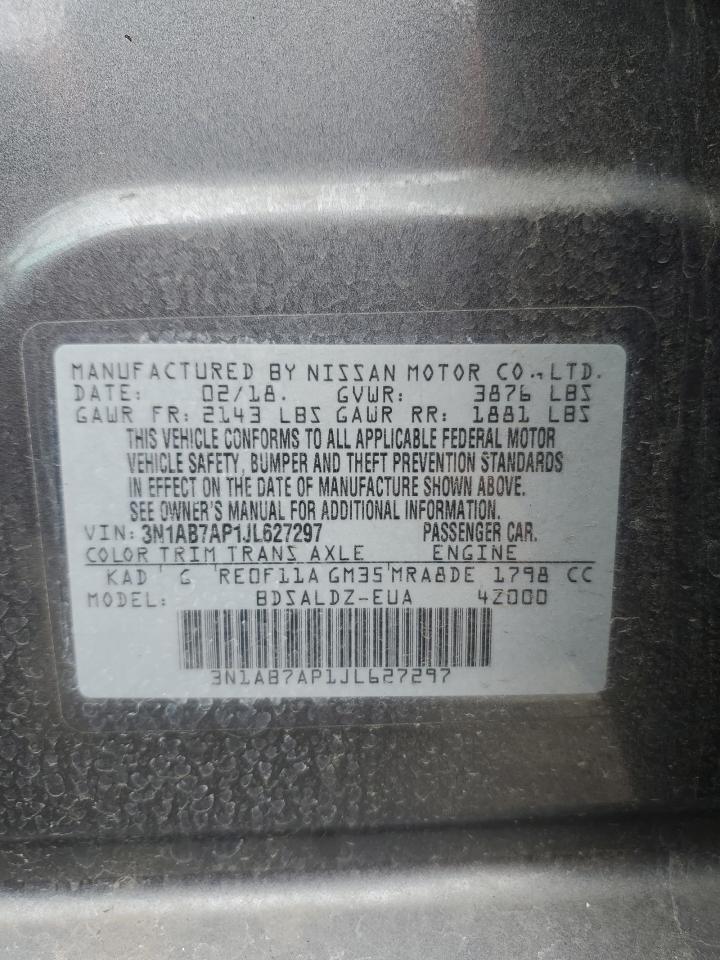 MANUFACTURED BY NISSAN MOTOR CO., LTD.
DATE: 02/18. GVWR: 3876 LBS
GAWR FR: 2143 LBS GAWR RR: 1881 LBS
THIS VEHICLE CONFORMS TO ALL APPLICABLE FEDERAL MOTOR
VEHICLE SAFETY, BUMPER AND THEFT PREVENTION STANDARDS
IN EFFECT ON THE DATE OF MANUFACTURE SHOWN ABOVE.
SEE OWNER'S MANUAL FOR ADDITIONAL INFORMATION.
VIN: 3N1AB7AP1JL627297 PASSENGER CAR.
COLOR TRIM TRANS AXLE ENGINE
KAD G RE0F11A GM35 MRA8DE 1798 CC
MODEL: BDSALDZ-EUA 4Z000
3N1AB7AP1JL627297